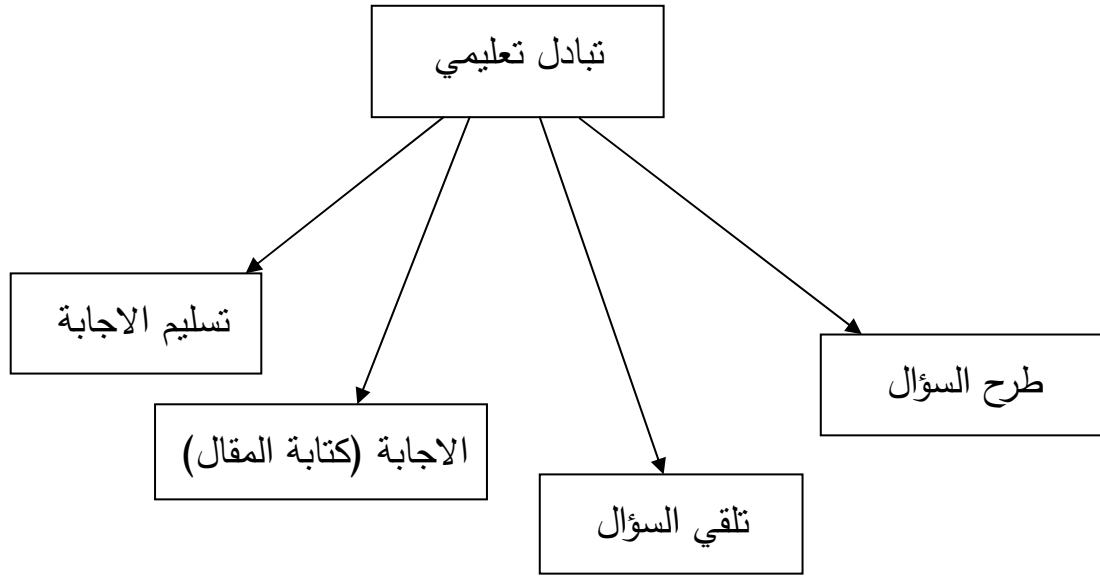 تبادل تعليمي
طرح السؤال
تلقي السؤال
الاجابة (كتابة المقال)
تسليم الاجابة